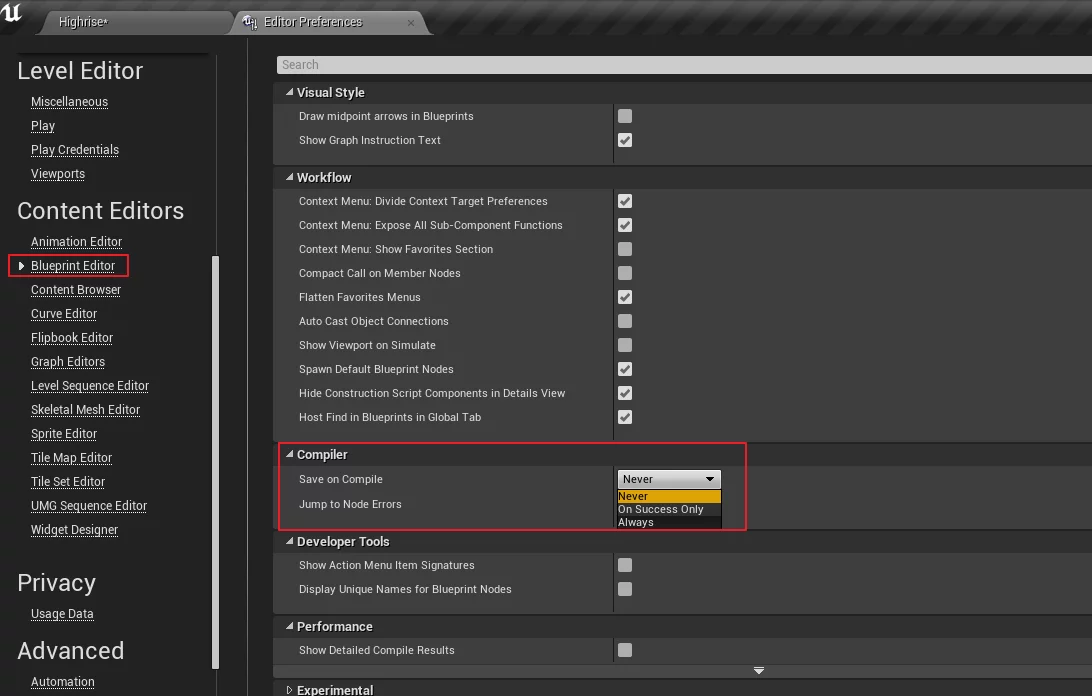 Highrise*
Editor Preferences
Level Editor
Miscellaneous
Play
Play Credentials
Viewports
Content Editors
Animation Editor
Blueprint Editor
Content Browser
Curve Editor
Flipbook Editor
Graph Editors
Level Sequence Editor
Skeletal Mesh Editor
Sprite Editor
Tile Map Editor
Tile Set Editor
UMG Sequence Editor
Widget Designer
Privacy
Usage Data
Advanced
Automation
Search
Visual Style
Draw midpoint arrows in Blueprints
Show Graph Instruction Text
Workflow
Context Menu: Divide Context Target Preferences
Context Menu: Expose All Sub-Component Functions
Context Menu: Show Favorites Section
Compact Call on Member Nodes
Flatten Favorites Menus
Auto Cast Object Connections
Show Viewport on Simulate
Spawn Default Blueprint Nodes
Hide Construction Script Components in Details View
Host Find in Blueprints in Global Tab
Compiler
Save on Compile Never
Never
Jump to Node Errors On Success Only
Always
Developer Tools
Show Action Menu Item Signatures
Display Unique Names for Blueprint Nodes
Performance
Show Detailed Compile Results
Experimental